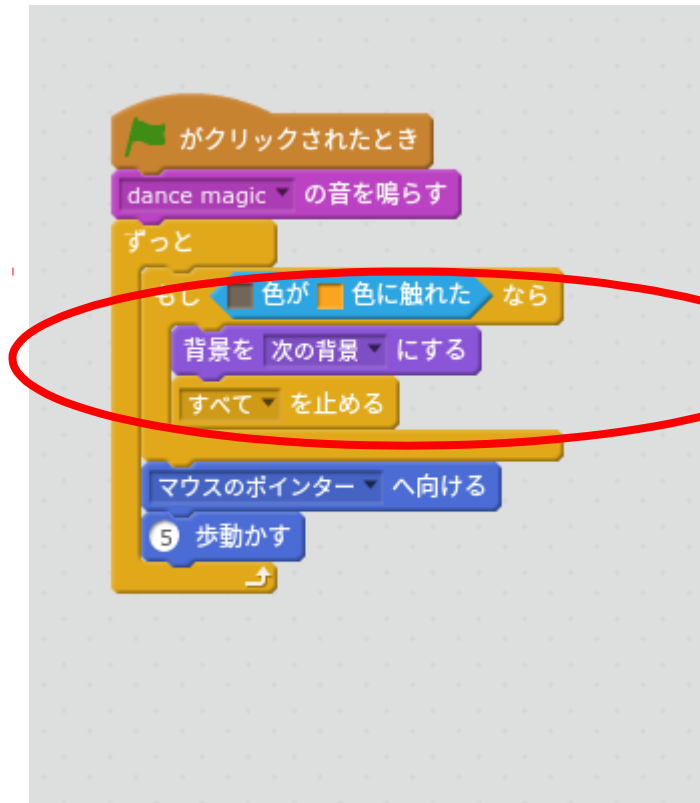 がクリックされたとき
dance magic の音を鳴らす
ずっと
もし 色が 色に触れた なら
背景を 次の背景 にする
すべて を止める
マウスのポインター へ向ける
5 歩動かす